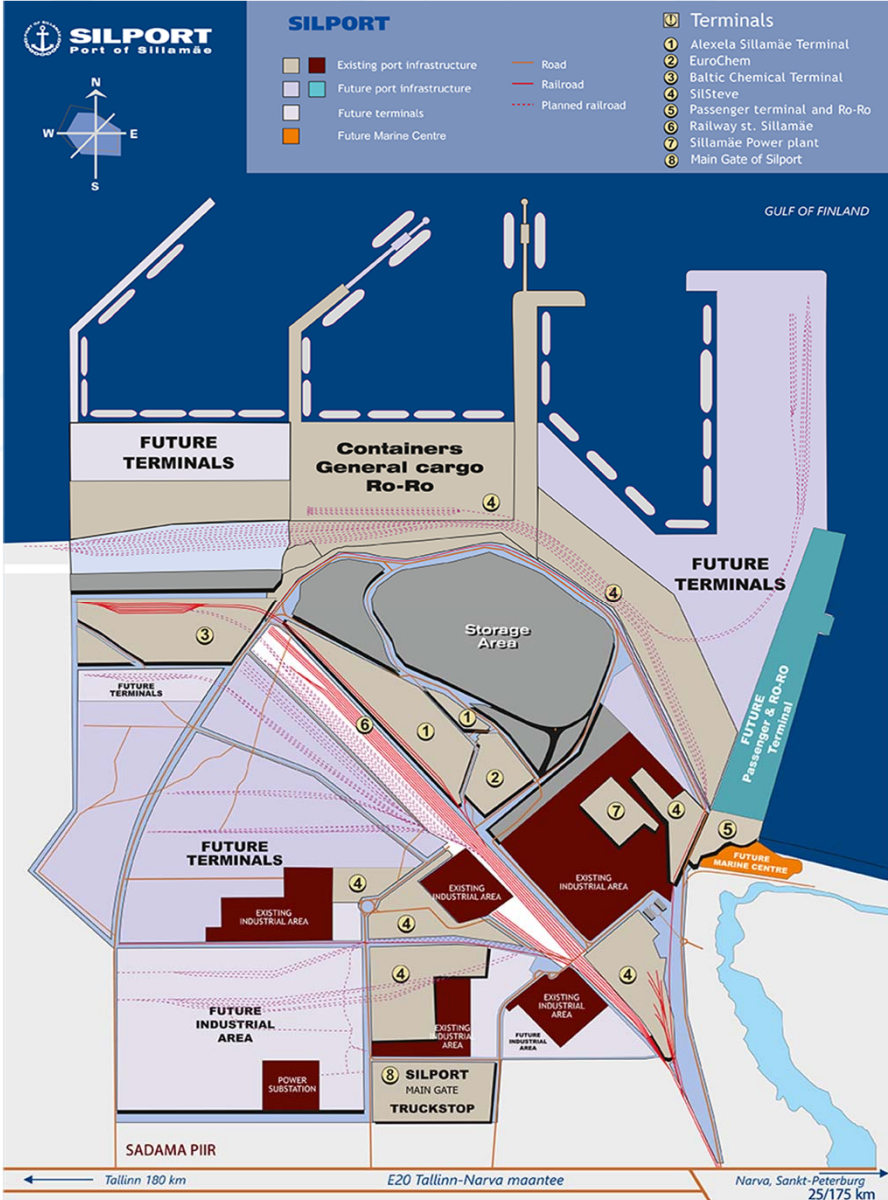 SILPORT
Port of Sillamäe
N
W
E
S
SILPORT
Existing port infrastructure
Future port infrastructure
Future terminals
Future Marine Centre
Road
Railroad
Planned railroad
Terminals
1 Alexela Sillamäe Terminal
2 EuroChem
3 Baltic Chemical Terminal
4 SilSteve
5 Passenger terminal and Ro-Ro
6 Railway st. Sillamäe
7 Sillamäe Power plant
8 Main Gate of Silport
GULF OF FINLAND
FUTURE
TERMINALS
Containers
General cargo
Ro-Ro
4
FUTURE
TERMINALS
4
Storage
Area
3
FUTURE
TERMINALS
6
1
1
2
FUTURE
Passenger & RO-RO
Terminal
7
4
5
FUTURE
MARINE CENTRE
FUTURE
TERMINALS
4
EXISTING
INDUSTRIAL AREA
EXISTING
INDUSTRIAL AREA
EXISTING
INDUSTRIAL AREA
4
4
4
FUTURE
INDUSTRIAL
AREA
EXISTING
INDUSTRIAL
AREA
EXISTING
INDUSTRIAL
AREA
FUTURE
INDUSTRIAL
AREA
POWER
SUBSTATION
8 SILPORT
MAIN GATE
TRUCKSTOP
SADAMA PIIR
Tallinn 180 km
E20 Tallinn-Narva maantee
Narva, Sankt-Peterburg
25/175 km